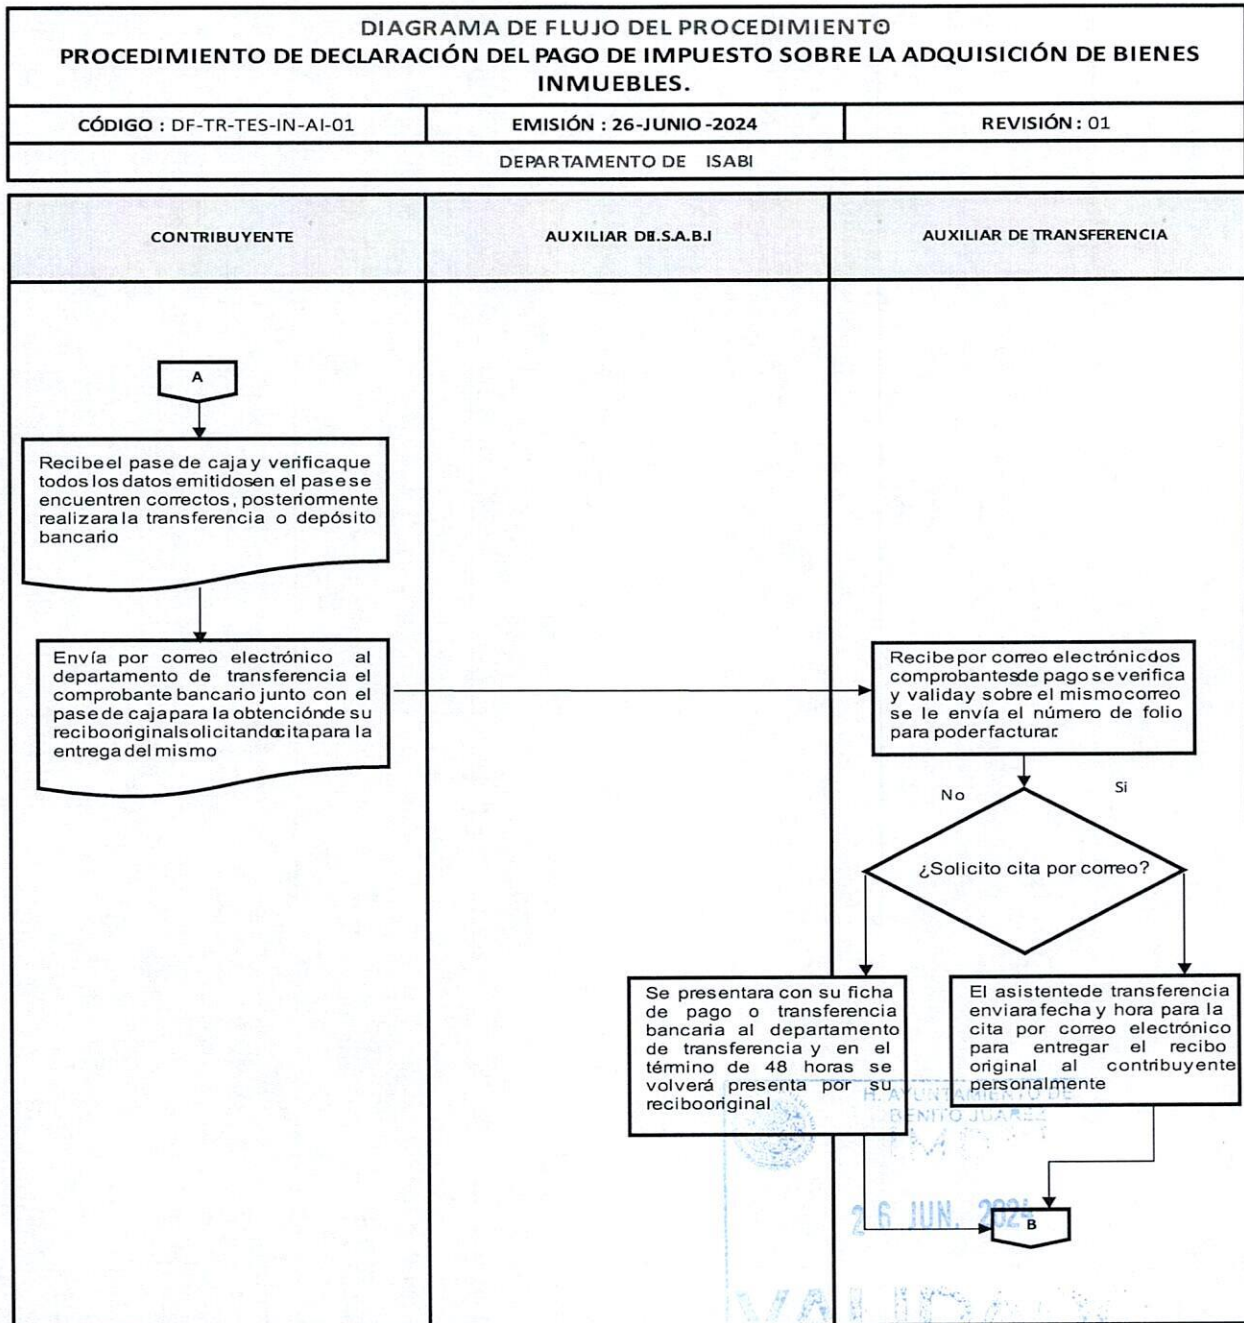 DIAGRAMA DE FLUJO DEL PROCEDIMIENTO
PROCEDIMIENTO DE DECLARACIÓN DEL PAGO DE IMPUESTO SOBRE LA ADQUISICIÓN DE BIENES
INMUEBLES.
CÓDIGO : DF-TR-TES-IN-AI-01
EMISIÓN : 26-JUNIO-2024
REVISIÓN : 01
DEPARTAMENTO DE ISABI
CONTRIBUYENTE
AUXILIAR DE I.S.A.B.I
AUXILIAR DE TRANSFERENCIA
A
Recibe el pase de caja y verifica que
todos los datos emitidos en el pase se
encuentren correctos, posteriormente
realizara la transferencia o depósito
bancario
Envía por correo electrónico al
departamento de transferencia el
comprobante bancario junto con el
pase de caja para la obtención de su
recibo original solicitando cita para la
entrega del mismo
Recibe por correo electrónico los
comprobantes de pago se verifica
y valida y sobre el mismo correo
se le envía el número de folio
para poder facturar.
No
Si
¿Solicito cita por correo?
Se presentara con su ficha
de pago o transferencia
bancaria al departamento
de transferencia y en el
término de 48 horas se
volverá presenta por su
recibo original
El asistente de transferencia
enviara fecha y hora para la
cita por correo electrónico
para entregar el recibo
original al contribuyente
personalmente
H. AYUNTAMIENTO DE
BENITO JUAREZ
26 JUN. 2024
B